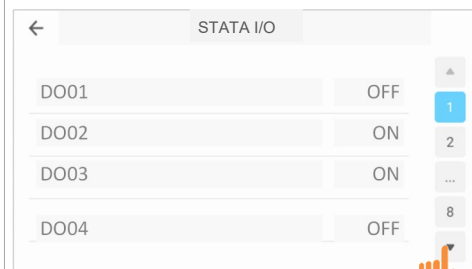 ← STATA I/O
DO01 OFF
DO02 ON
DO03 ON
DO04 OFF
1
2
...
8